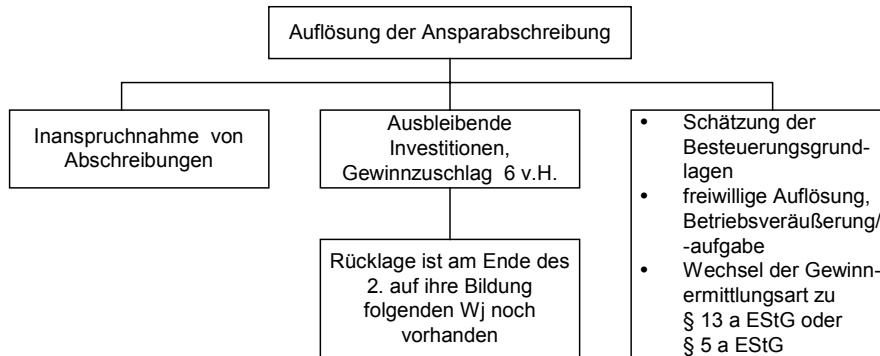 Auflösung der Ansparabschreibung
Inanspruchnahme von
Abschreibungen
Ausbleibende
Investitionen,
Gewinnzuschlag 6 v.H.
Rücklage ist am Ende des
2. auf ihre Bildung
folgenden Wj noch
vorhanden
• Schätzung der
Besteuerungsgrund-
lagen
• freiwillige Auflösung,
Betriebsveräußerung/
-aufgabe
• Wechsel der Gewinn-
ermittlungsart zu
§ 13 a EStG oder
§ 5 a EStG